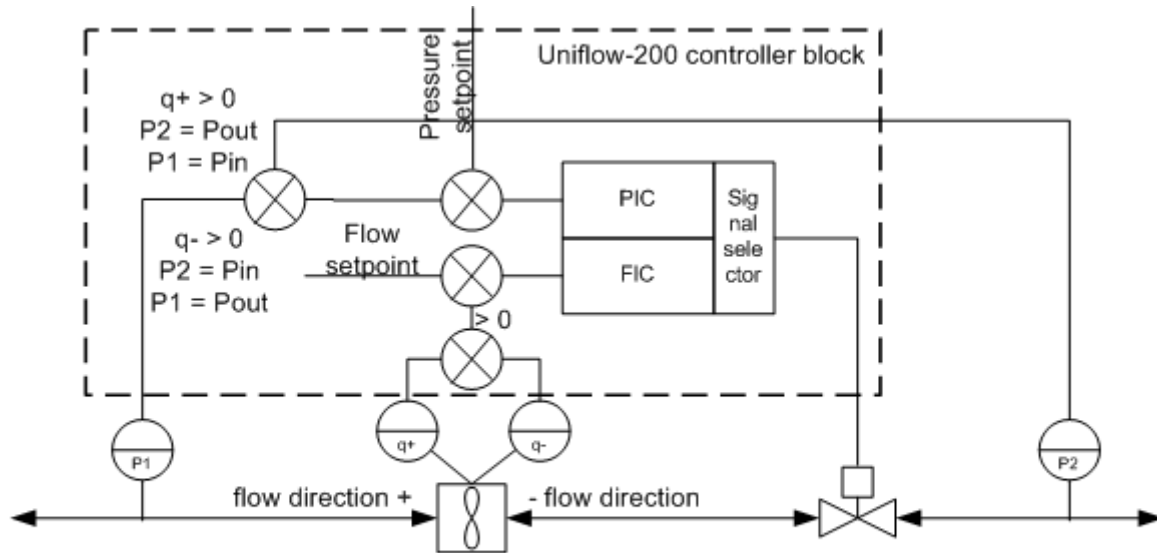 Uniflow-200 controller block
Pressure
setpoint
q+ > 0
P2 = Pout
P1 = Pin
q- > 0
P2 = Pin
P1 = Pout
Flow
setpoint
PIC
FIC
Sig
nal
sele
ctor
> 0
q+
q-
P1
P2
flow direction +
- flow direction